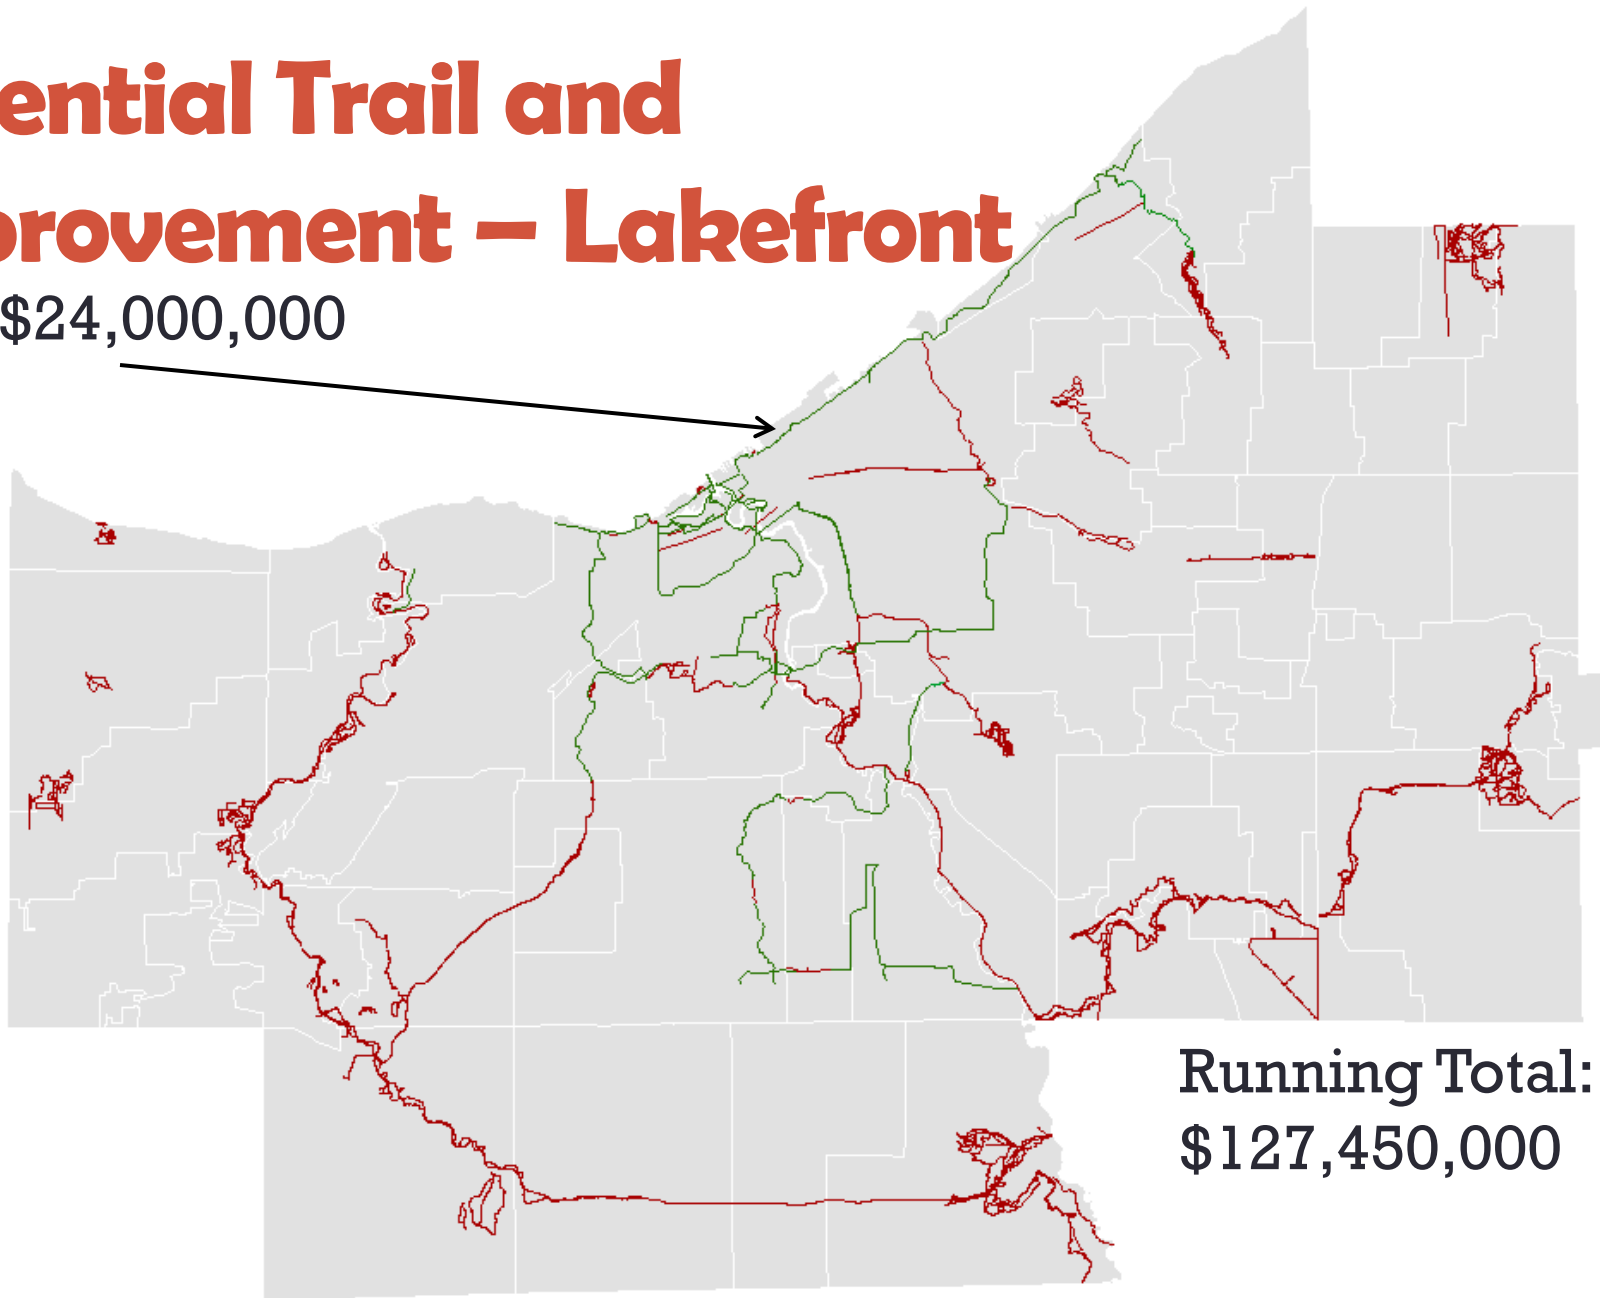 ential Trail and
provement – Lakefront
$24,000,000
Running Total:
$127,450,000